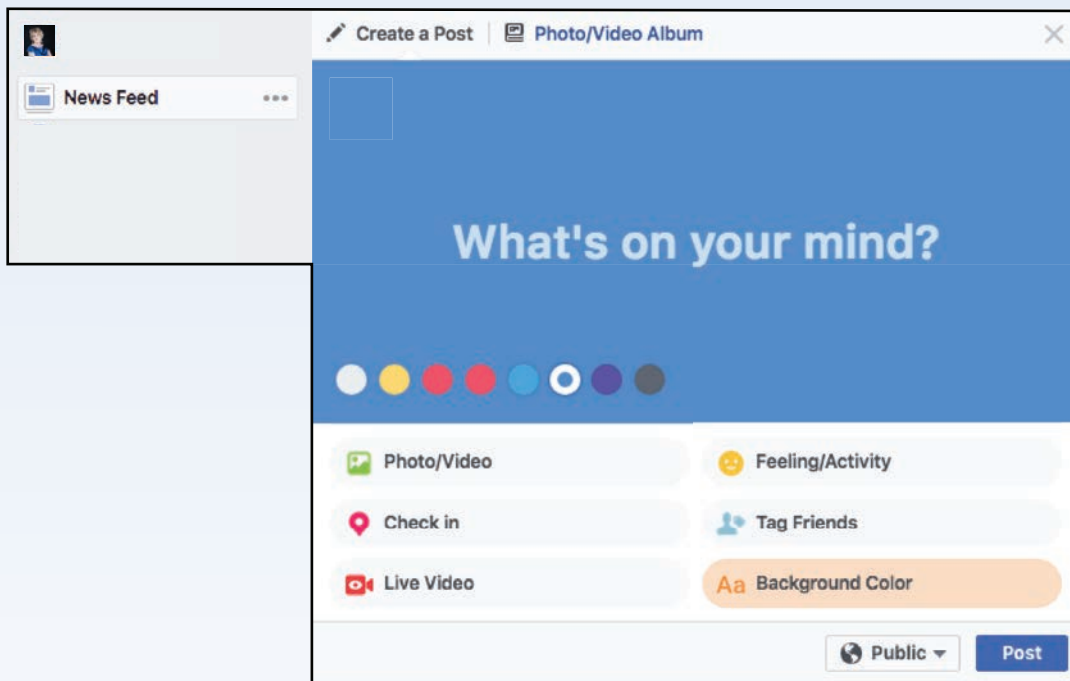 Create a Post
Photo/Video Album
News Feed
What's on your mind?
Photo/Video
Feeling/Activity
Check in
Tag Friends
Live Video
Aa Background Color
Public
Post